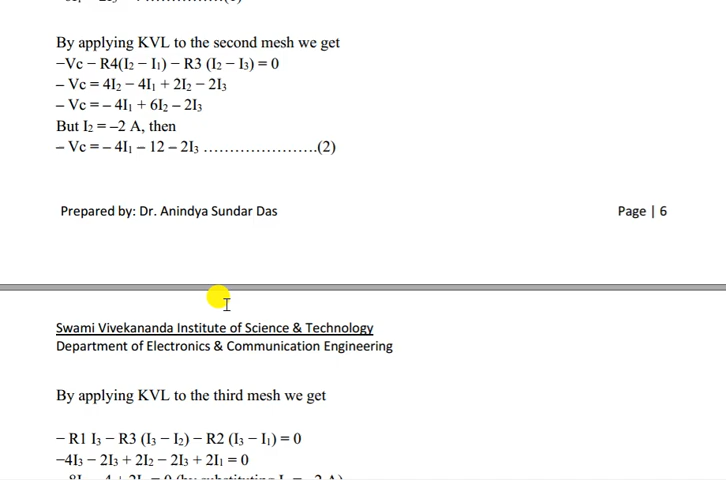 By applying KVL to the second mesh we get
−Vc − R4(I₂ − I₁) − R3 (I₂ − I₃) = 0
– Vc = 4I₂ − 4I₁ + 2I₂ − 2I₃
– Vc = − 4I₁ + 6I₂ − 2I₃
But I₂ = –2 A, then
– Vc = − 4I₁ − 12 − 2I₃ ………………….(2)
Prepared by: Dr. Anindya Sundar Das Page | 6
Swami Vivekananda Institute of Science & Technology
Department of Electronics & Communication Engineering
By applying KVL to the third mesh we get
− R1 I₃ − R3 (I₃ − I₂) − R2 (I₃ − I₁) = 0
−4I₃ − 2I₃ + 2I₂ − 2I₃ + 2I₁ = 0